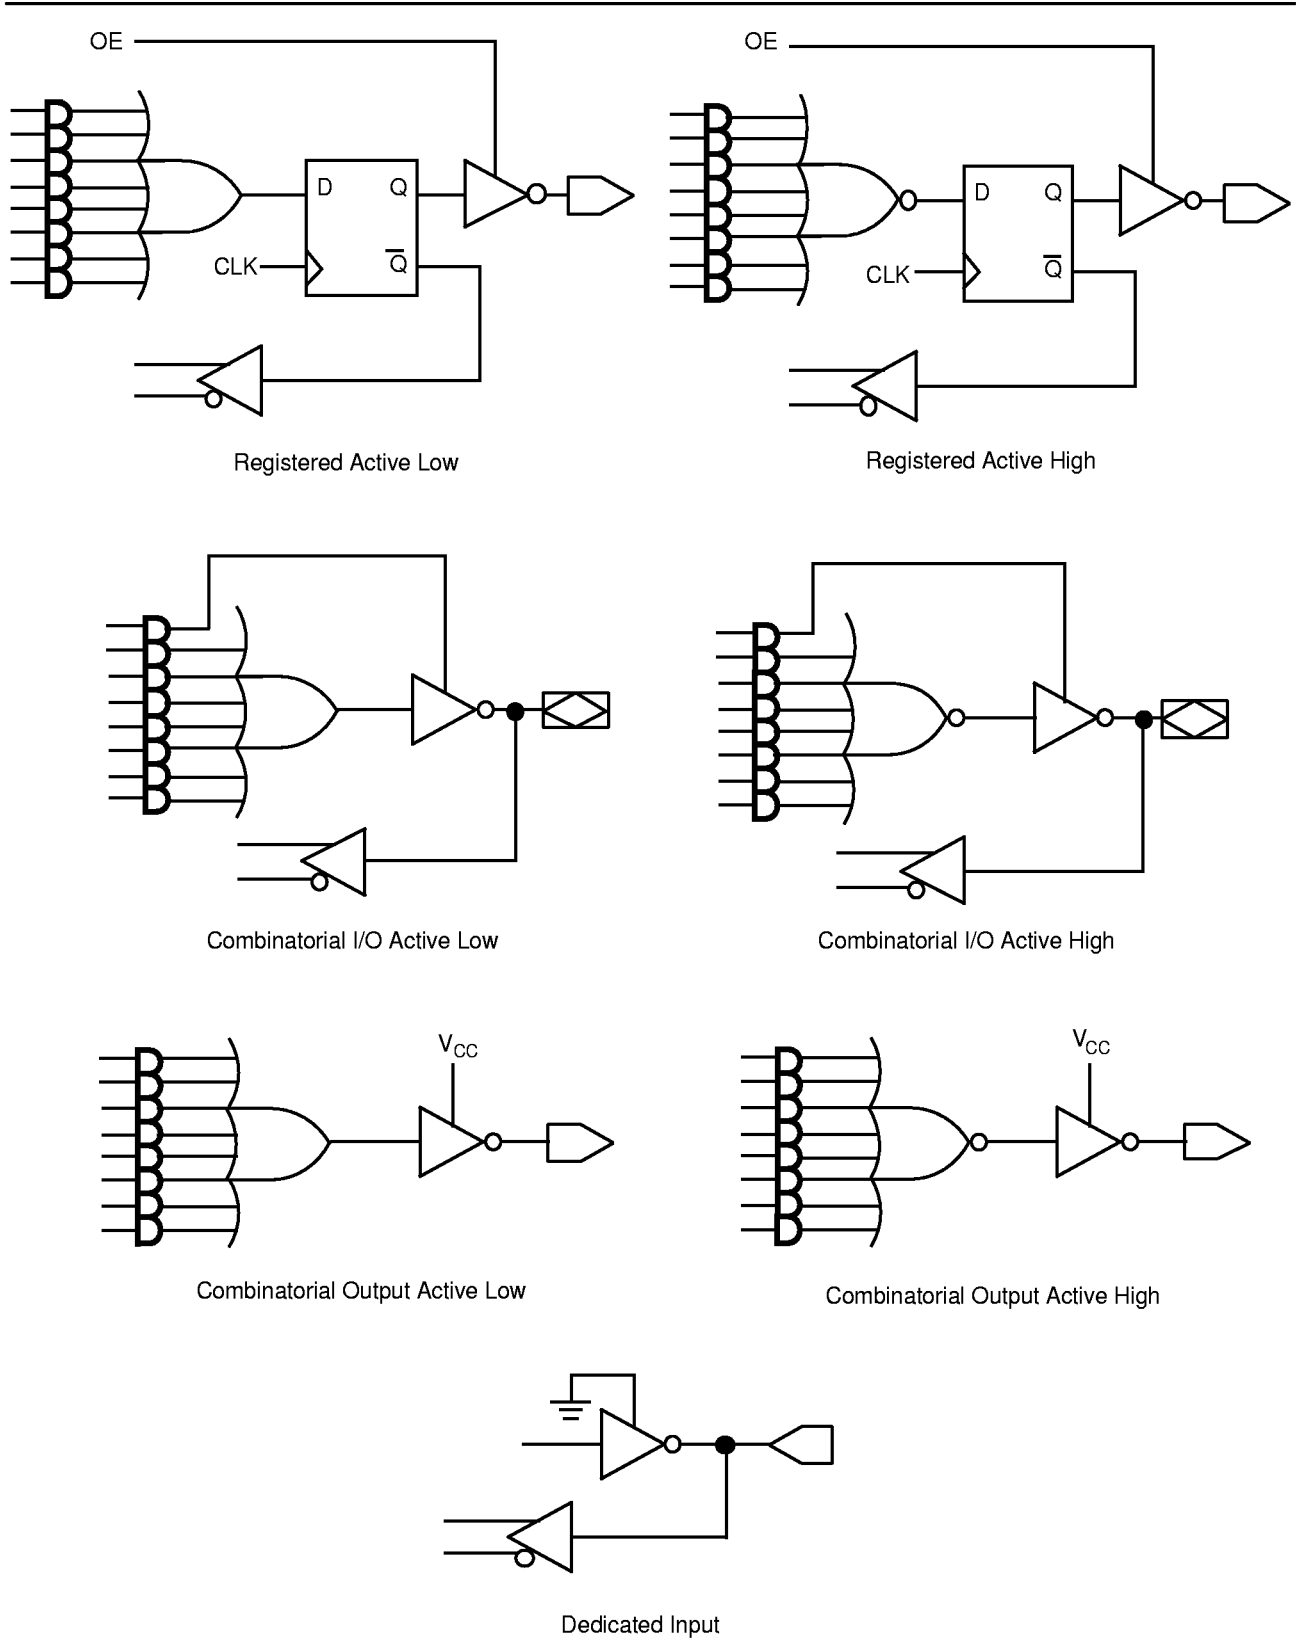 OE
D Q
CLK Q̅
Registered Active Low
OE
D Q
CLK Q̅
Registered Active High
Combinatorial I/O Active Low
Combinatorial I/O Active High
VCC
Combinatorial Output Active Low
VCC
Combinatorial Output Active High
Dedicated Input